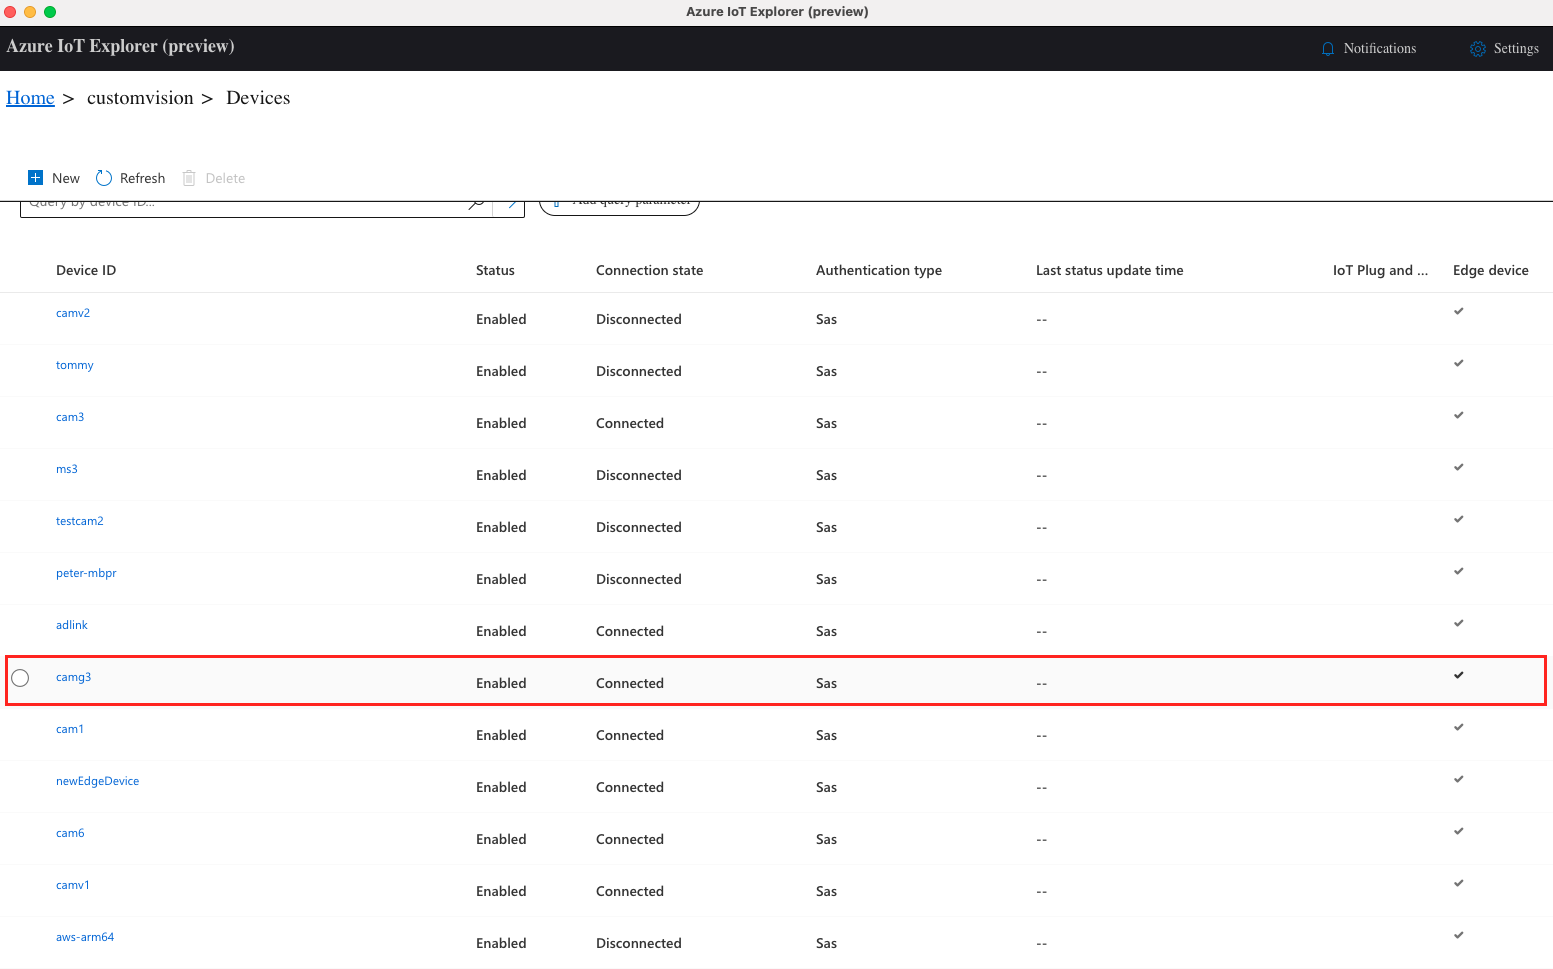 Azure IoT Explorer (preview)
Azure IoT Explorer (preview)
Notifications
Settings
Home > customvision > Devices
New Refresh Delete
Query by device ID...
Add query parameter
Device ID Status Connection state Authentication type Last status update time IoT Plug and ... Edge device
camv2 Enabled Disconnected Sas --
tommy Enabled Disconnected Sas --
cam3 Enabled Connected Sas --
ms3 Enabled Disconnected Sas --
testcam2 Enabled Disconnected Sas --
peter-mbpr Enabled Disconnected Sas --
adlink Enabled Connected Sas --
camg3 Enabled Connected Sas --
cam1 Enabled Connected Sas --
newEdgeDevice Enabled Connected Sas --
cam6 Enabled Connected Sas --
camv1 Enabled Connected Sas --
aws-arm64 Enabled Disconnected Sas --